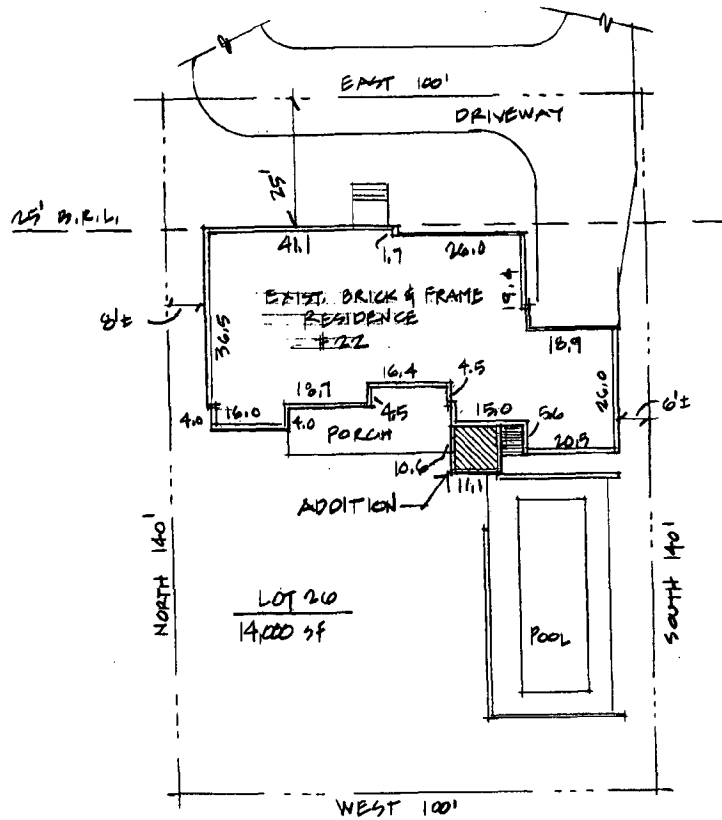 EAST 100'
DRIVEWAY
25'
25' B.R.L.
41.1
1.7
26.0
19.4
EXIST. BRICK & FRAME
RESIDENCE
#22
8'±
36.5
18.9
26.0
6'±
16.4
4.5
18.7
4.5
15.0
5.6
4.0
16.0
4.0
PORCH
20.5
10.6
11.1
ADDITION
NORTH 140'
SOUTH 140'
LOT 26
14,000 sf
POOL
WEST 100'